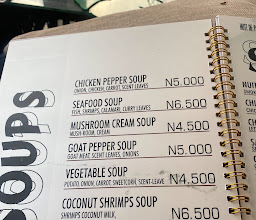 SOUPS
CHICKEN PEPPER SOUP N5.000
ONION, CHICKEN, CARROT, SCENT LEAVES
SEAFOOD SOUP N6.500
FISH, SHRIMPS, CALAMARI, CURRY LEAVES
MUSHROOM CREAM SOUP N4.500
MUSH-ROOM, CREAM
GOAT PEPPER SOUP N5.000
GOAT MEAT, SCENT LEAVES, ONIONS
VEGETABLE SOUP N4,500
POTATO, ONION, CARROT, SWEETCORN, SCENT-LEAVE
COCONUT SHRIMPS SOUP N6.500
SHRIMPS COCONUT MILK,